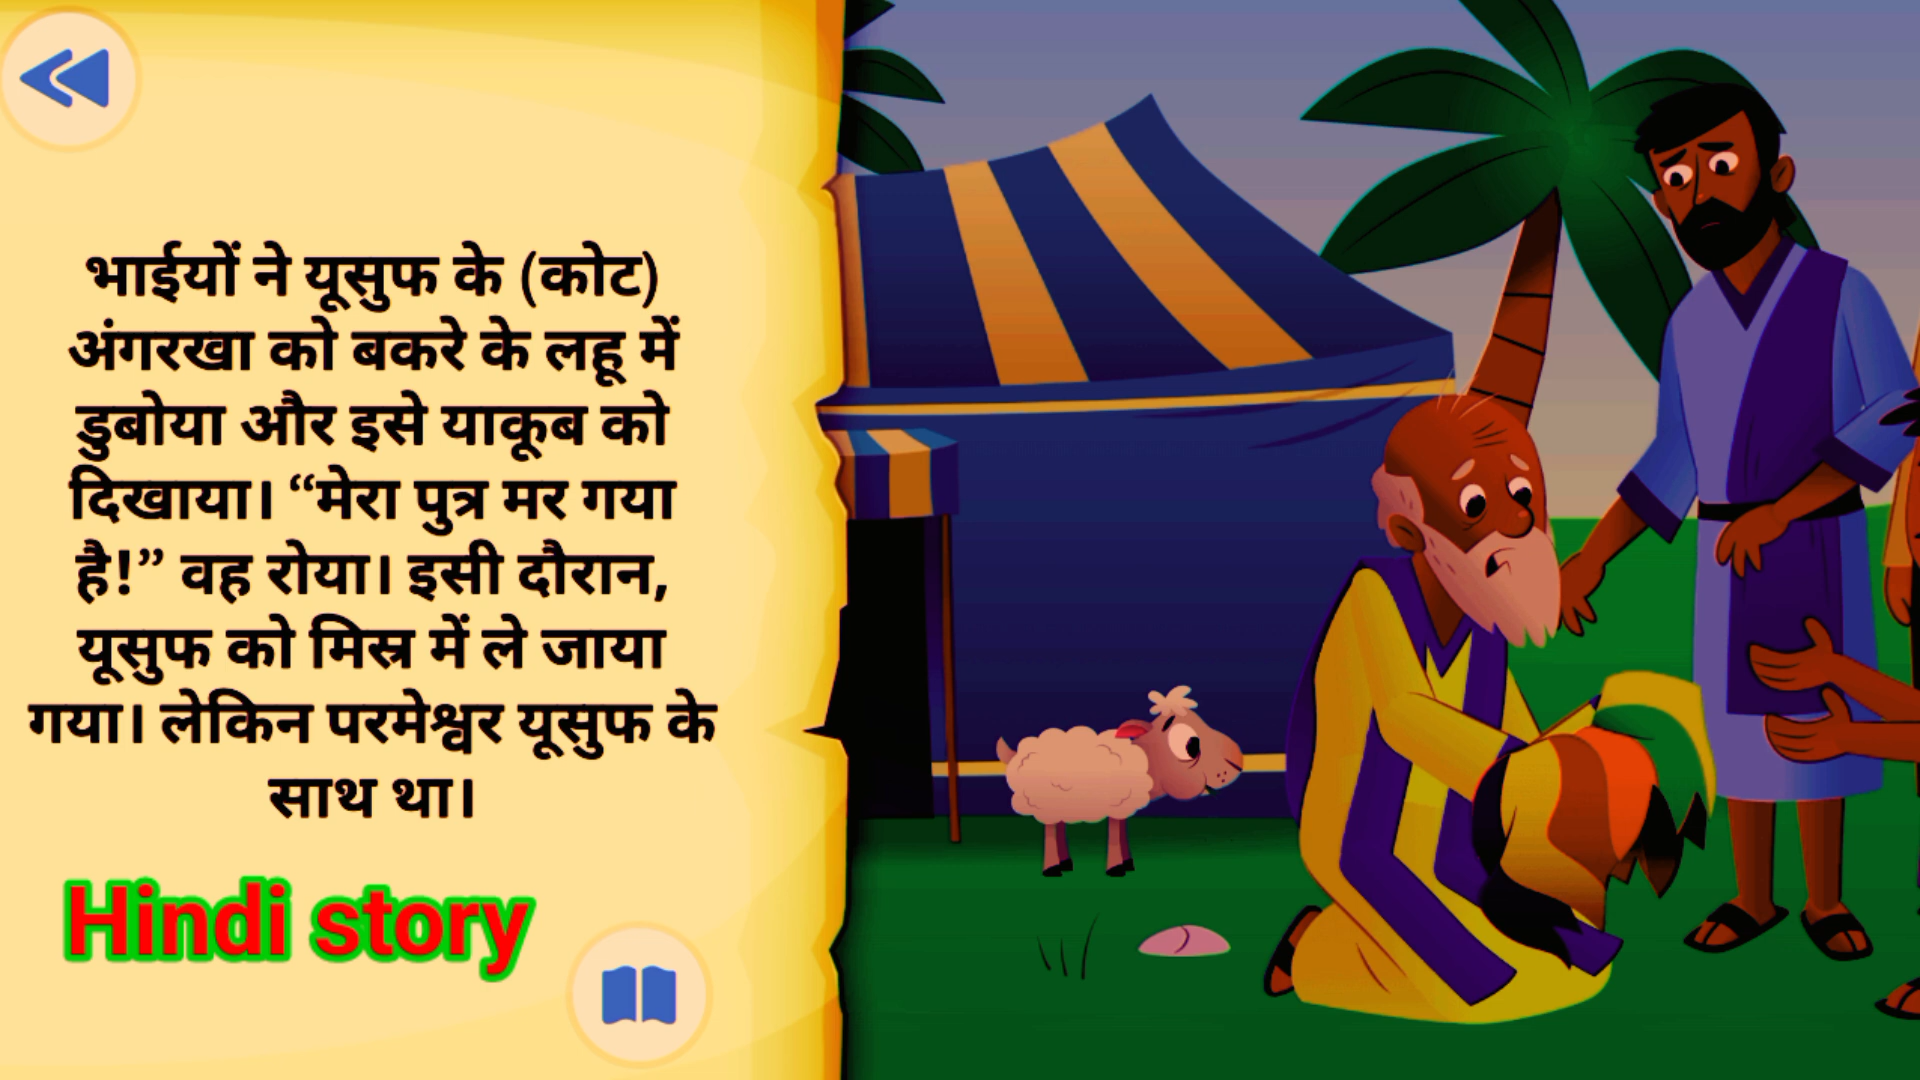 भाईयों ने यूसुफ के (कोट)
अंगरखा को बकरे के लहू में
डुबोया और इसे याकूब को
दिखाया। “मेरा पुत्र मर गया
है!” वह रोया। इसी दौरान,
यूसुफ को मिस्र में ले जाया
गया। लेकिन परमेश्वर यूसुफ के
साथ था।
Hindi story